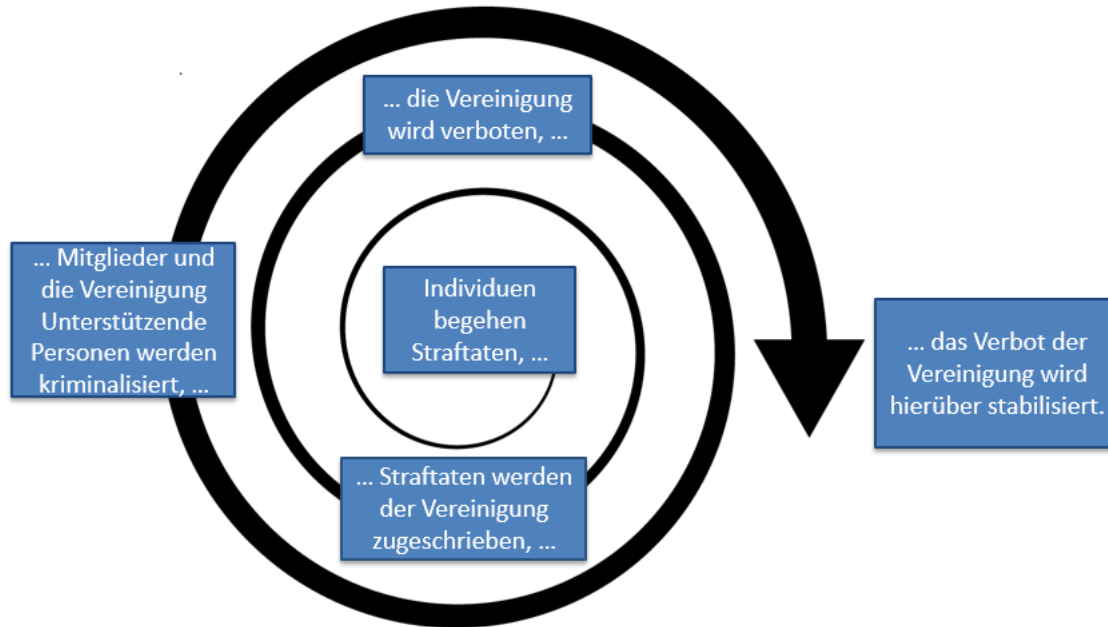 Individuen
begehen
Straftaten, ...
... Straftaten werden
der Vereinigung
zugeschrieben, ...
... die Vereinigung
wird verboten, ...
... Mitglieder und
die Vereinigung
Unterstützende
Personen werden
kriminalisiert, ...
... das Verbot der
Vereinigung wird
hierüber stabilisiert.